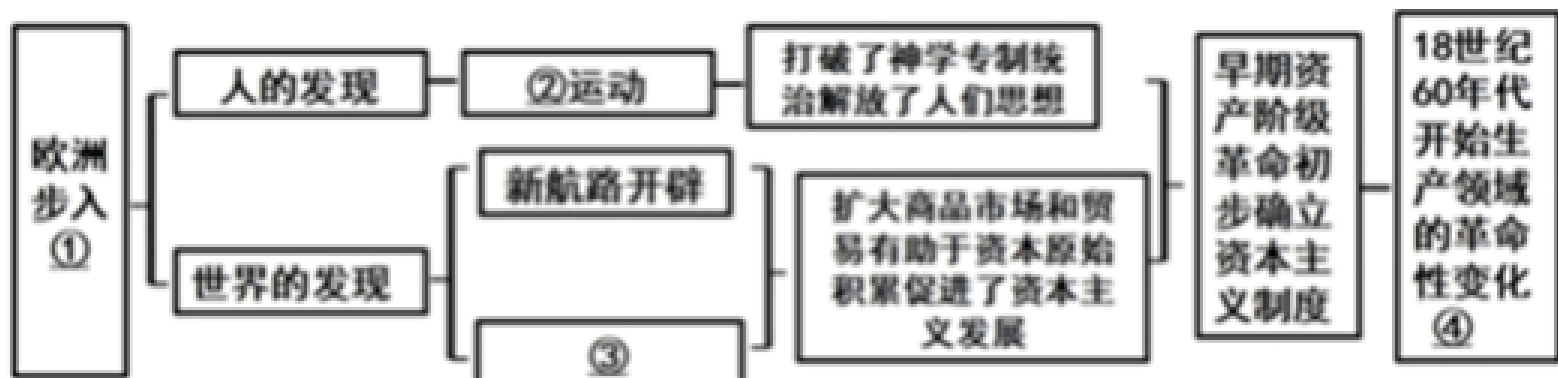 欧洲
步入
①
人的发现
②运动
打破了神学专制统
治解放了人们思想
世界的发现
新航路开辟
③
扩大商品市场和贸
易有助于资本原始
积累促进了资本主
义发展
早期资
产阶级
革命初
步确立
资本主
义制度
18世纪
60年代
开始生
产领域
的革命
性变化
④